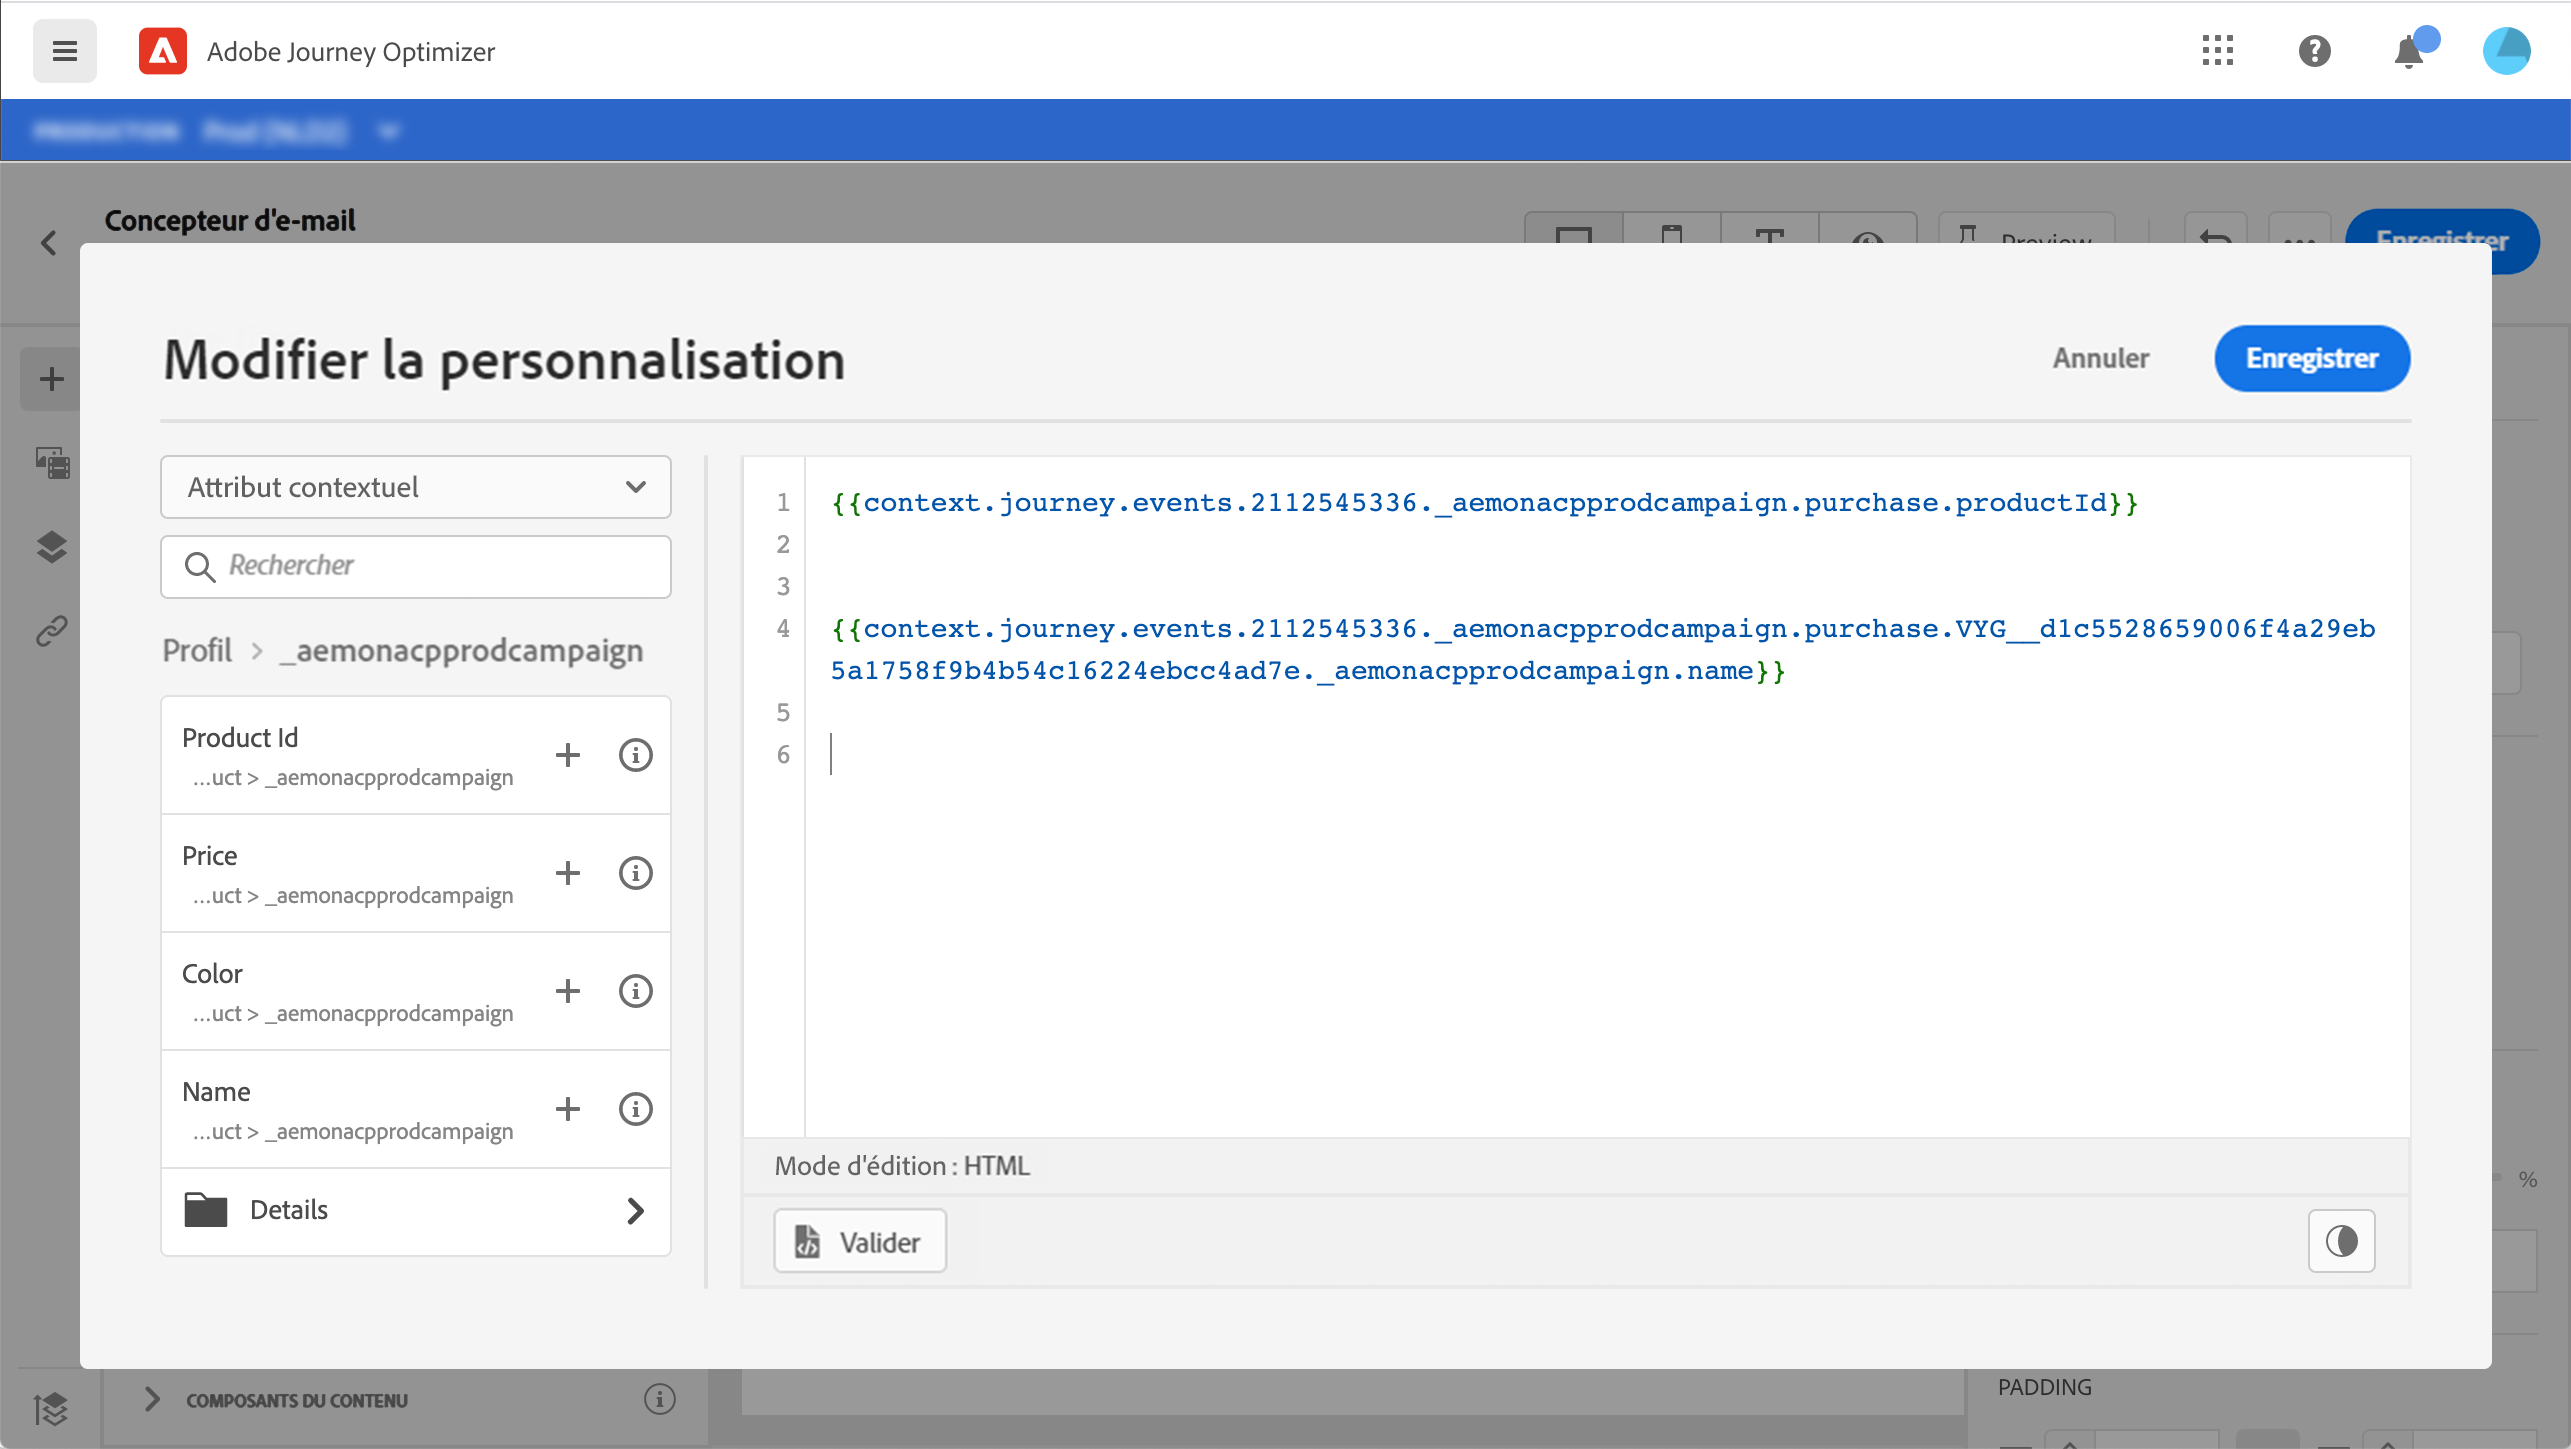 Adobe Journey Optimizer
Concepteur d'e-mail
Preview
Enregistrer
Modifier la personnalisation
Annuler
Enregistrer
Attribut contextuel
Rechercher
Profil > _aemonacpprodcampaign
Product Id
...uct > _aemonacpprodcampaign
Price
...uct > _aemonacpprodcampaign
Color
...uct > _aemonacpprodcampaign
Name
...uct > _aemonacpprodcampaign
Details
1 {{context.journey.events.2112545336._aemonacpprodcampaign.purchase.productId}}
2
3
4 {{context.journey.events.2112545336._aemonacpprodcampaign.purchase.VYG__d1c5528659006f4a29eb
5a1758f9b4b54c16224ebcc4ad7e._aemonacpprodcampaign.name}}
5
6
Mode d'édition : HTML
Valider
%
COMPOSANTS DU CONTENU
PADDING